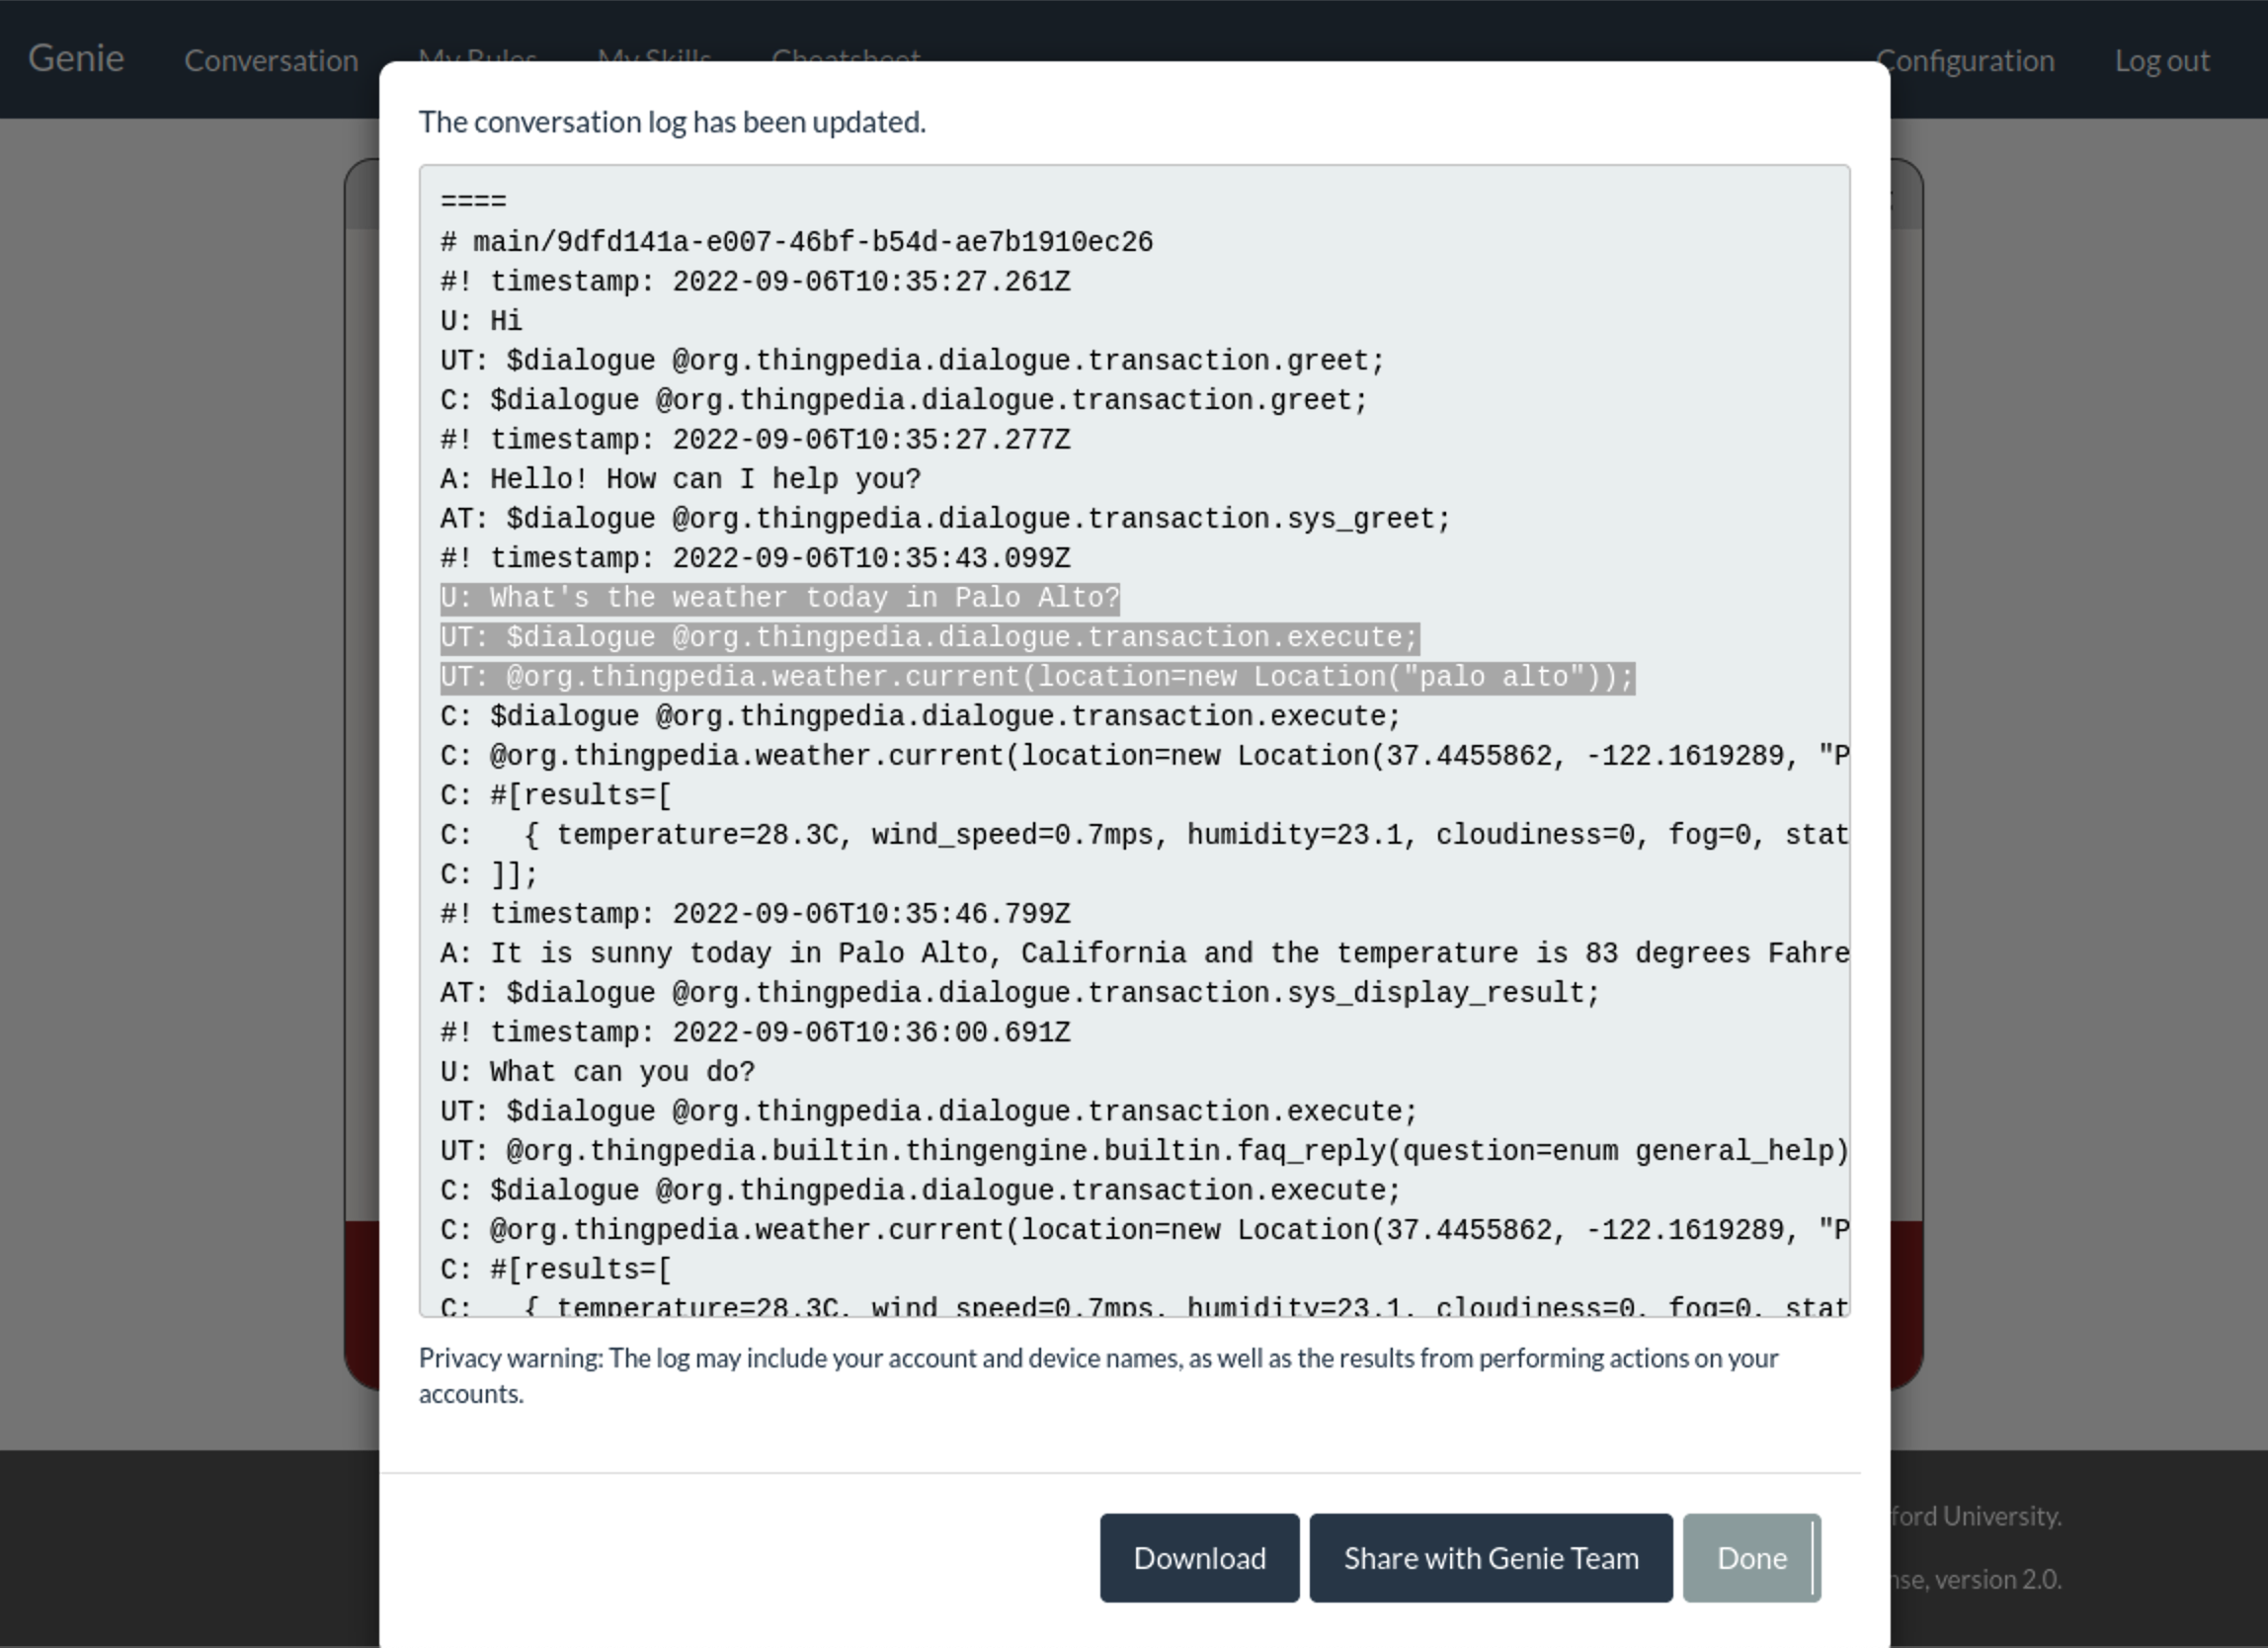 Genie Conversation My Rules My Skills Cheatsheet Configuration Log out
The conversation log has been updated.
====
# main/9dfd141a-e007-46bf-b54d-ae7b1910ec26
#! timestamp: 2022-09-06T10:35:27.261Z
U: Hi
UT: $dialogue @org.thingpedia.dialogue.transaction.greet;
C: $dialogue @org.thingpedia.dialogue.transaction.greet;
#! timestamp: 2022-09-06T10:35:27.277Z
A: Hello! How can I help you?
AT: $dialogue @org.thingpedia.dialogue.transaction.sys_greet;
#! timestamp: 2022-09-06T10:35:43.099Z
U: What's the weather today in Palo Alto?
UT: $dialogue @org.thingpedia.dialogue.transaction.execute;
UT: @org.thingpedia.weather.current(location=new Location("palo alto"));
C: $dialogue @org.thingpedia.dialogue.transaction.execute;
C: @org.thingpedia.weather.current(location=new Location(37.4455862, -122.1619289, "P
C: #[results=[
C:   { temperature=28.3C, wind_speed=0.7mps, humidity=23.1, cloudiness=0, fog=0, stat
C: ]];
#! timestamp: 2022-09-06T10:35:46.799Z
A: It is sunny today in Palo Alto, California and the temperature is 83 degrees Fahre
AT: $dialogue @org.thingpedia.dialogue.transaction.sys_display_result;
#! timestamp: 2022-09-06T10:36:00.691Z
U: What can you do?
UT: $dialogue @org.thingpedia.dialogue.transaction.execute;
UT: @org.thingpedia.builtin.thingengine.builtin.faq_reply(question=enum general_help)
C: $dialogue @org.thingpedia.dialogue.transaction.execute;
C: @org.thingpedia.weather.current(location=new Location(37.4455862, -122.1619289, "P
C: #[results=[
C:   { temperature=28.3C, wind_speed=0.7mps, humidity=23.1, cloudiness=0, fog=0, stat
Privacy warning: The log may include your account and device names, as well as the results from performing actions on your
accounts.
ford University.
Download Share with Genie Team Done
nse, version 2.0.